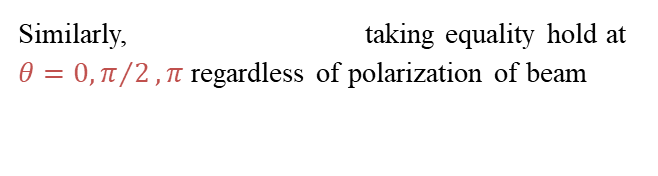 Similarly, taking equality hold at
θ = 0, π/2 , π regardless of polarization of beam